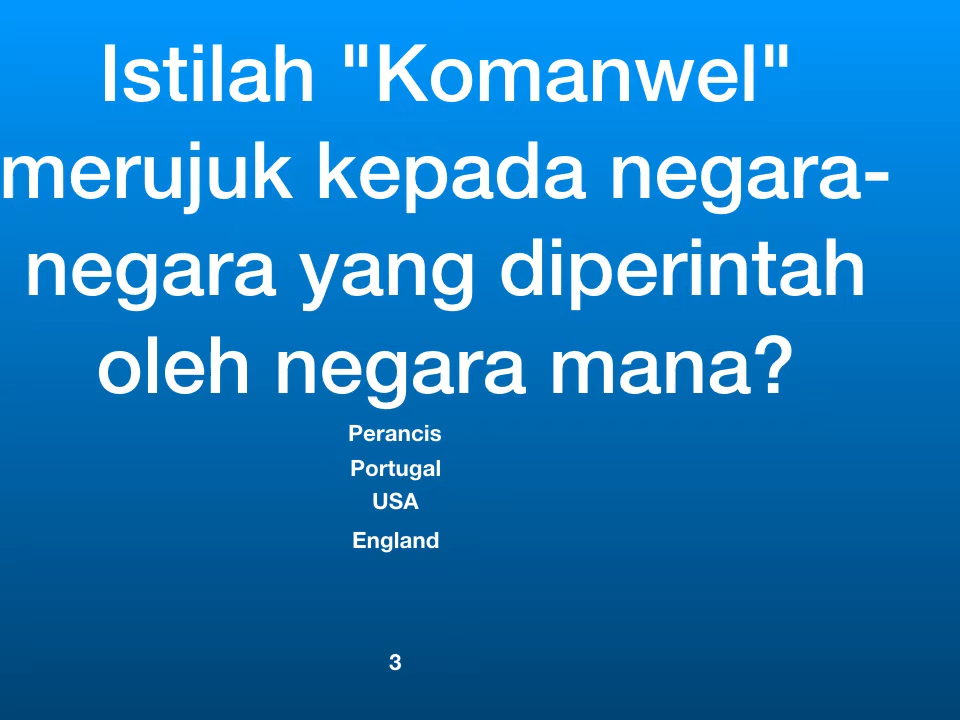 Istilah "Komanwel"
merujuk kepada negara-
negara yang diperintah
oleh negara mana?
Perancis
Portugal
USA
England
3